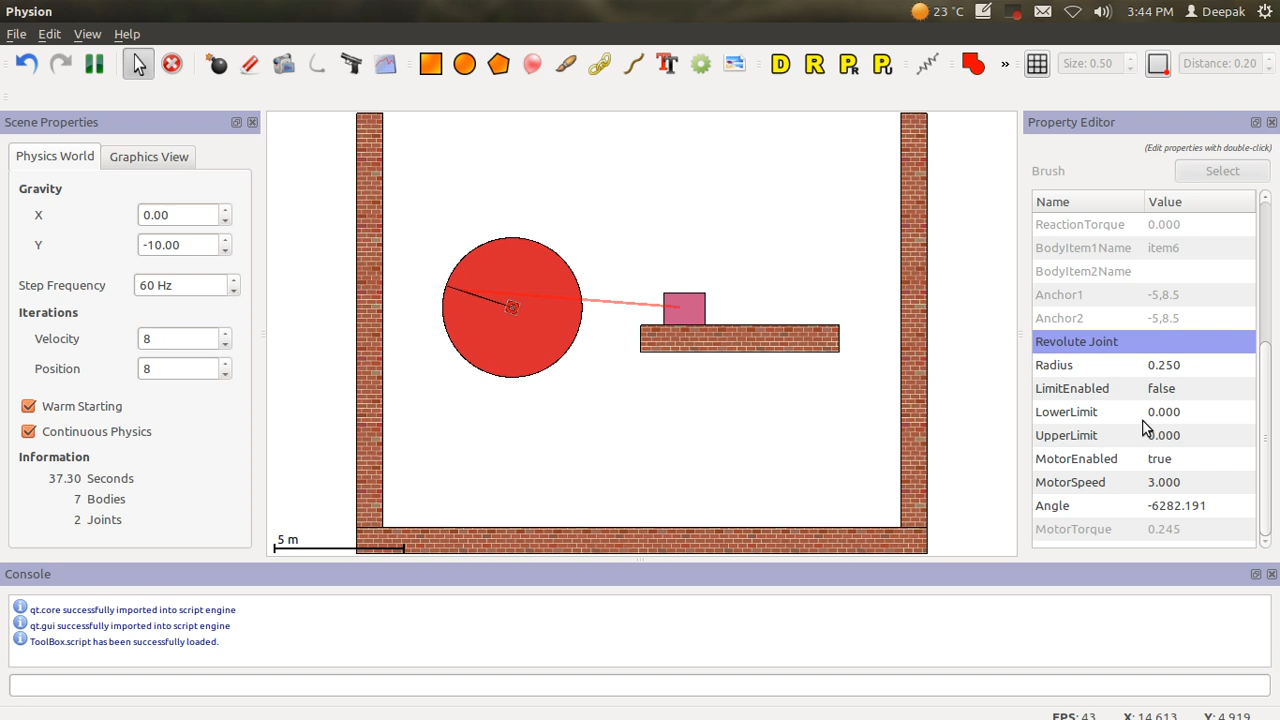 Physion
23 °C
3:44 PM
Deepak
File Edit View Help
D R PR PU
»
Size: 0.50
Distance: 0.20
Scene Properties
Physics World
Graphics View
Gravity
X 0.00
Y -10.00
Step Frequency 60 Hz
Iterations
Velocity 8
Position 8
Warm Starting
Continuous Physics
Information
37.30 Seconds
7 Bodies
2 Joints
5 m
Property Editor
(Edit properties with double-click)
Brush Select
Name Value
ReactionTorque 0.000
BodyItem1Name item6
BodyItem2Name
Anchor1 -5,8.5
Anchor2 -5,8.5
Revolute Joint
Radius 0.250
LimitEnabled false
LowerLimit 0.000
UpperLimit 0.000
MotorEnabled true
MotorSpeed 3.000
Angle -6282.191
MotorTorque 0.245
Console
qt.core successfully imported into script engine
qt.gui successfully imported into script engine
ToolBox.script has been successfully loaded.
FPS: 43 X: 14.613 Y: 4.919